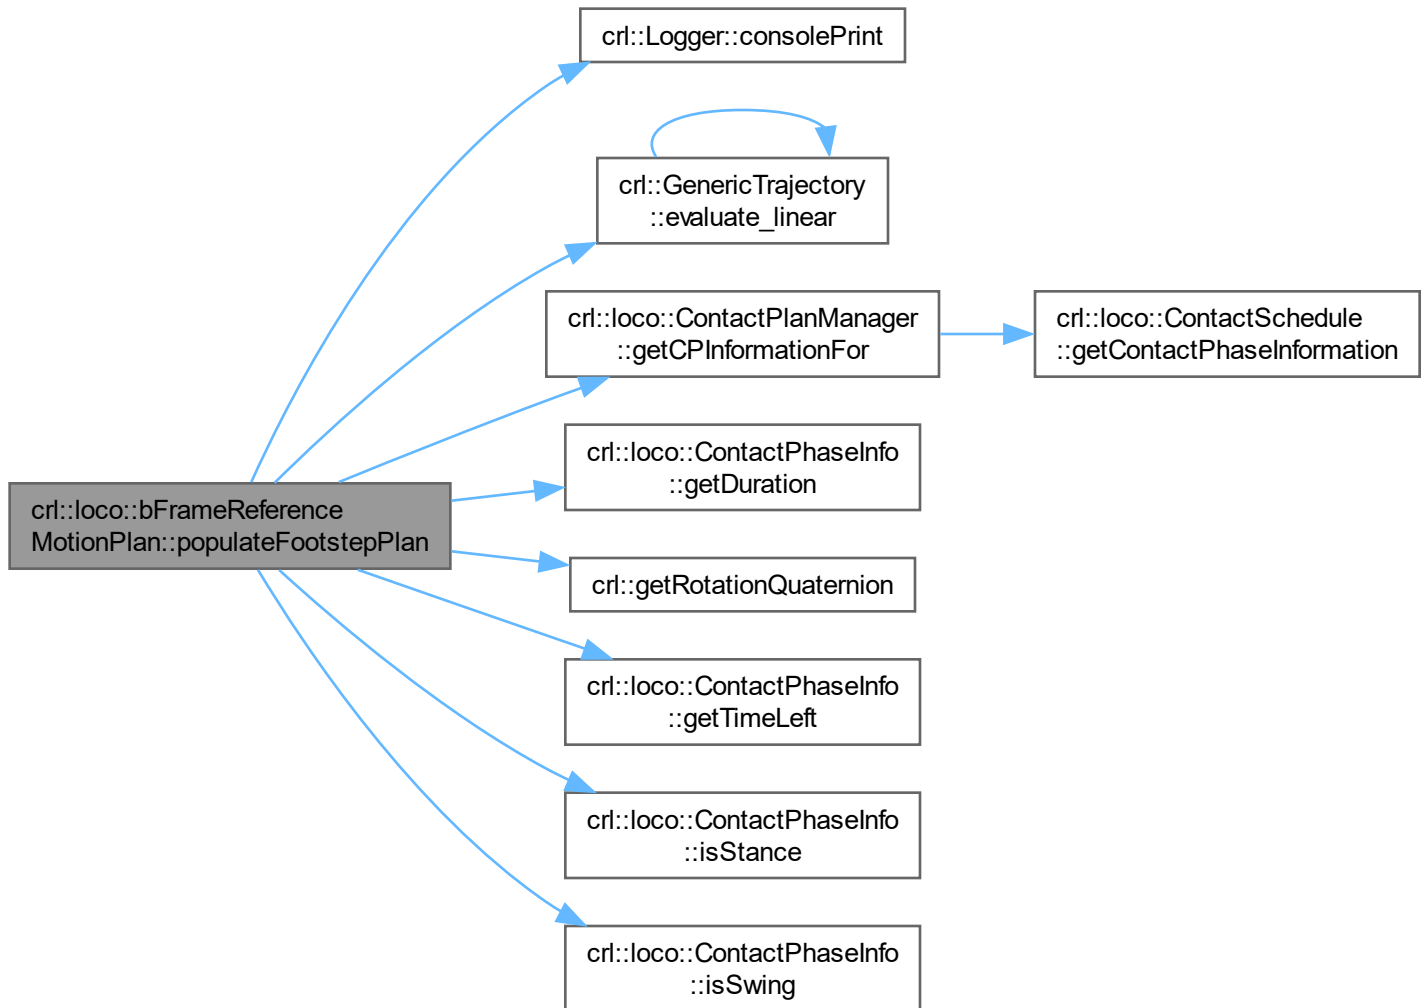 crl::Logger::consolePrint
crl::GenericTrajectory
::evaluate_linear
crl::loco::ContactPlanManager
::getCPInformationFor
crl::loco::ContactSchedule
::getContactPhaseInformation
crl::loco::ContactPhaseInfo
::getDuration
crl::loco::bFrameReference
MotionPlan::populateFootstepPlan
crl::getRotationQuaternion
crl::loco::ContactPhaseInfo
::getTimeLeft
crl::loco::ContactPhaseInfo
::isStance
crl::loco::ContactPhaseInfo
::isSwing